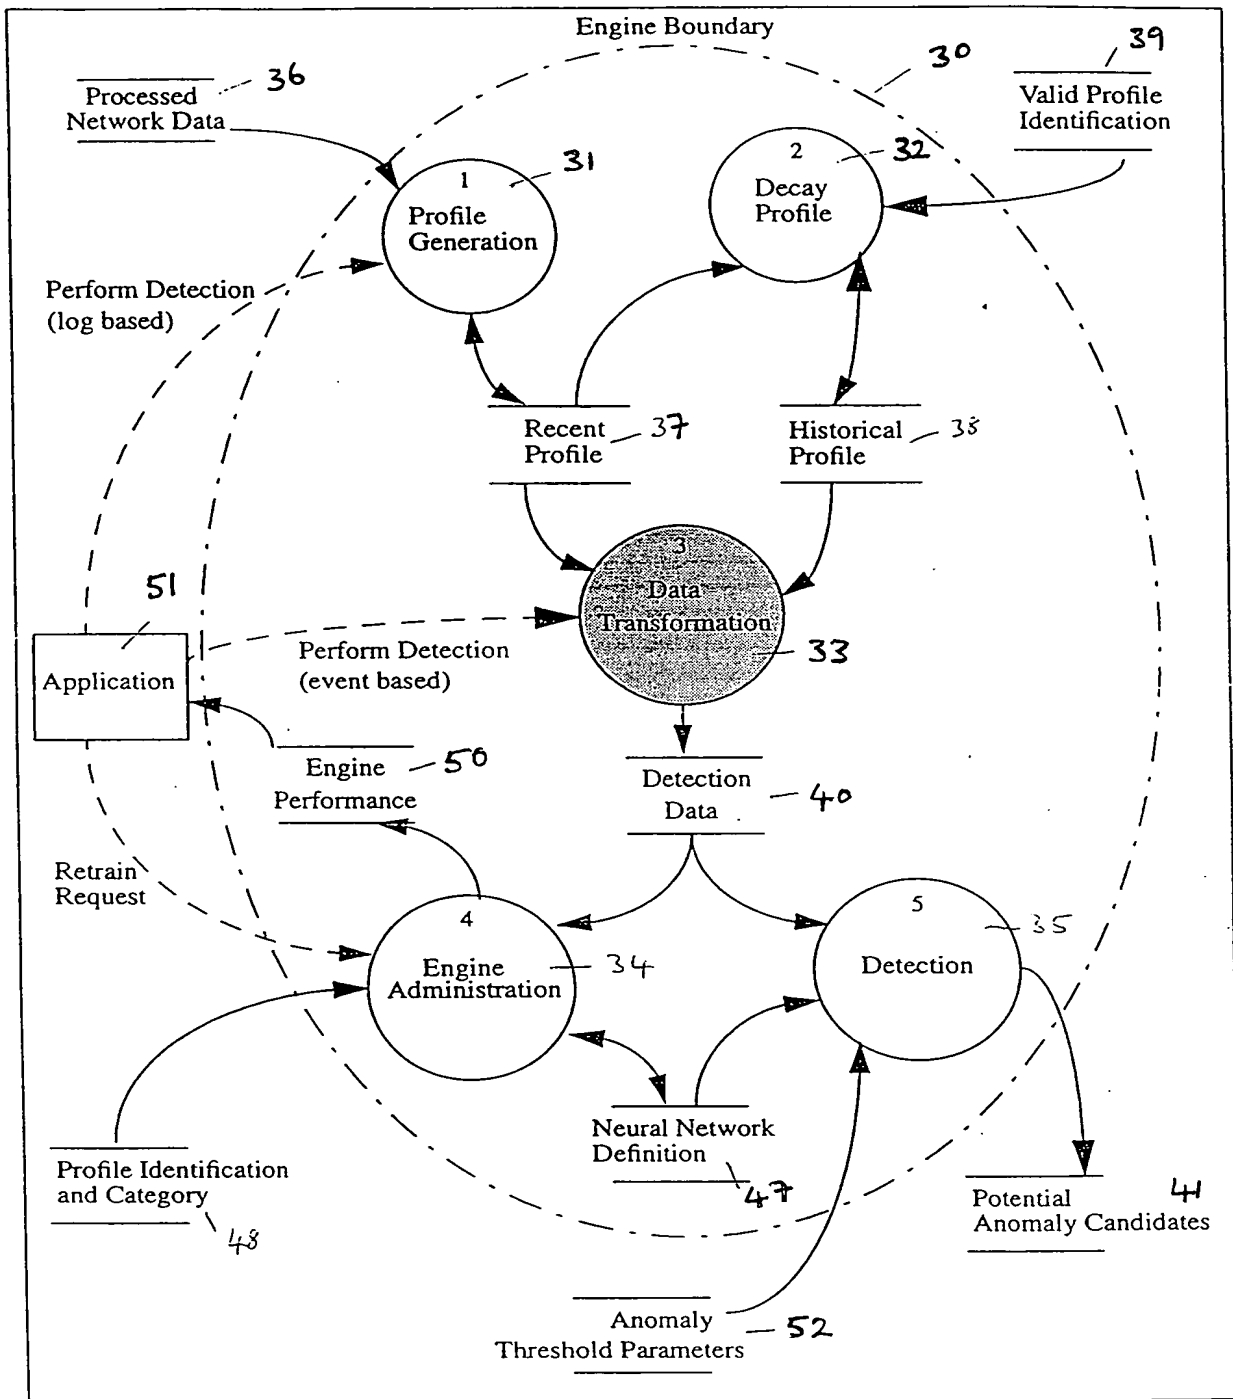 Engine Boundary
30
39
36
Processed
Network Data
Valid Profile
Identification
1
Profile
Generation
31
2
Decay
Profile
32
Perform Detection
(log based)
Recent
Profile
37
Historical
Profile
38
3
Data
Transformation
33
51
Application
Perform Detection
(event based)
Engine
Performance
50
Detection
Data
40
Retrain
Request
4
Engine
Administration
34
5
Detection
35
Neural Network
Definition
47
Profile Identification
and Category
48
Potential
Anomaly Candidates
41
Anomaly
Threshold Parameters
52